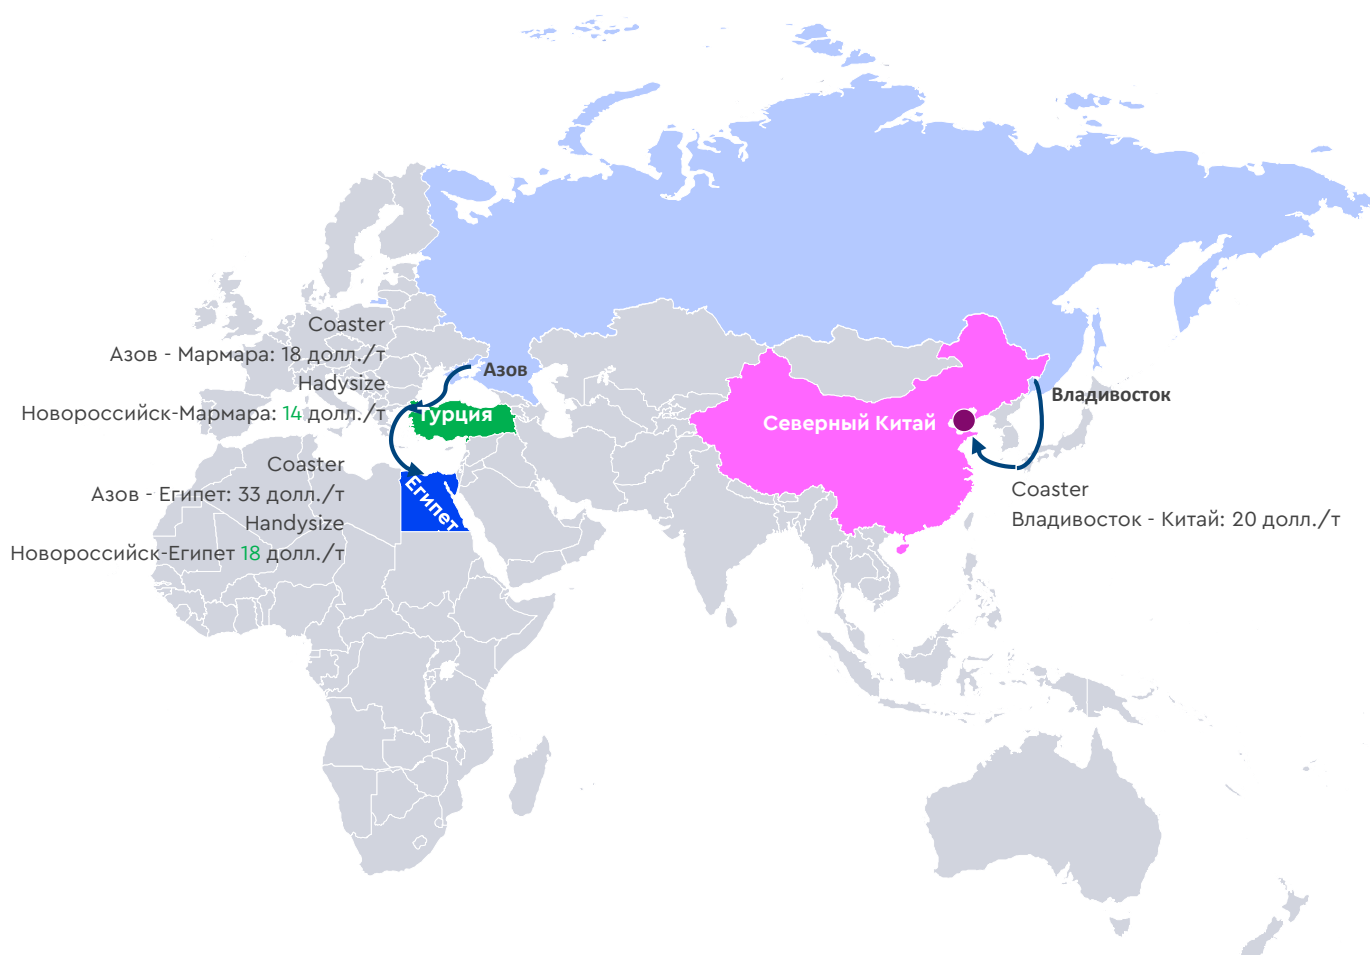 Coaster
Азов - Мармара: 18 долл./т
Hadysize
Новороссийск-Мармара: 14 долл./т
Азов
Турция
Coaster
Азов - Египет: 33 долл./т
Handysize
Новороссийск-Египет 18 долл./т
Египет
Северный Китай
Владивосток
Coaster
Владивосток - Китай: 20 долл./т